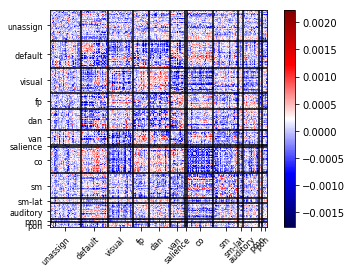 unassign
default
visual
fp
dan
van
salience
co
sm
sm-lat
auditory
pmn
pon
unassign
default
visual
fp
dan
van
salience
co
sm
sm-lat
auditory
0.0020
0.0015
0.0010
0.0005
0.0000
−0.0005
−0.0010
−0.0015